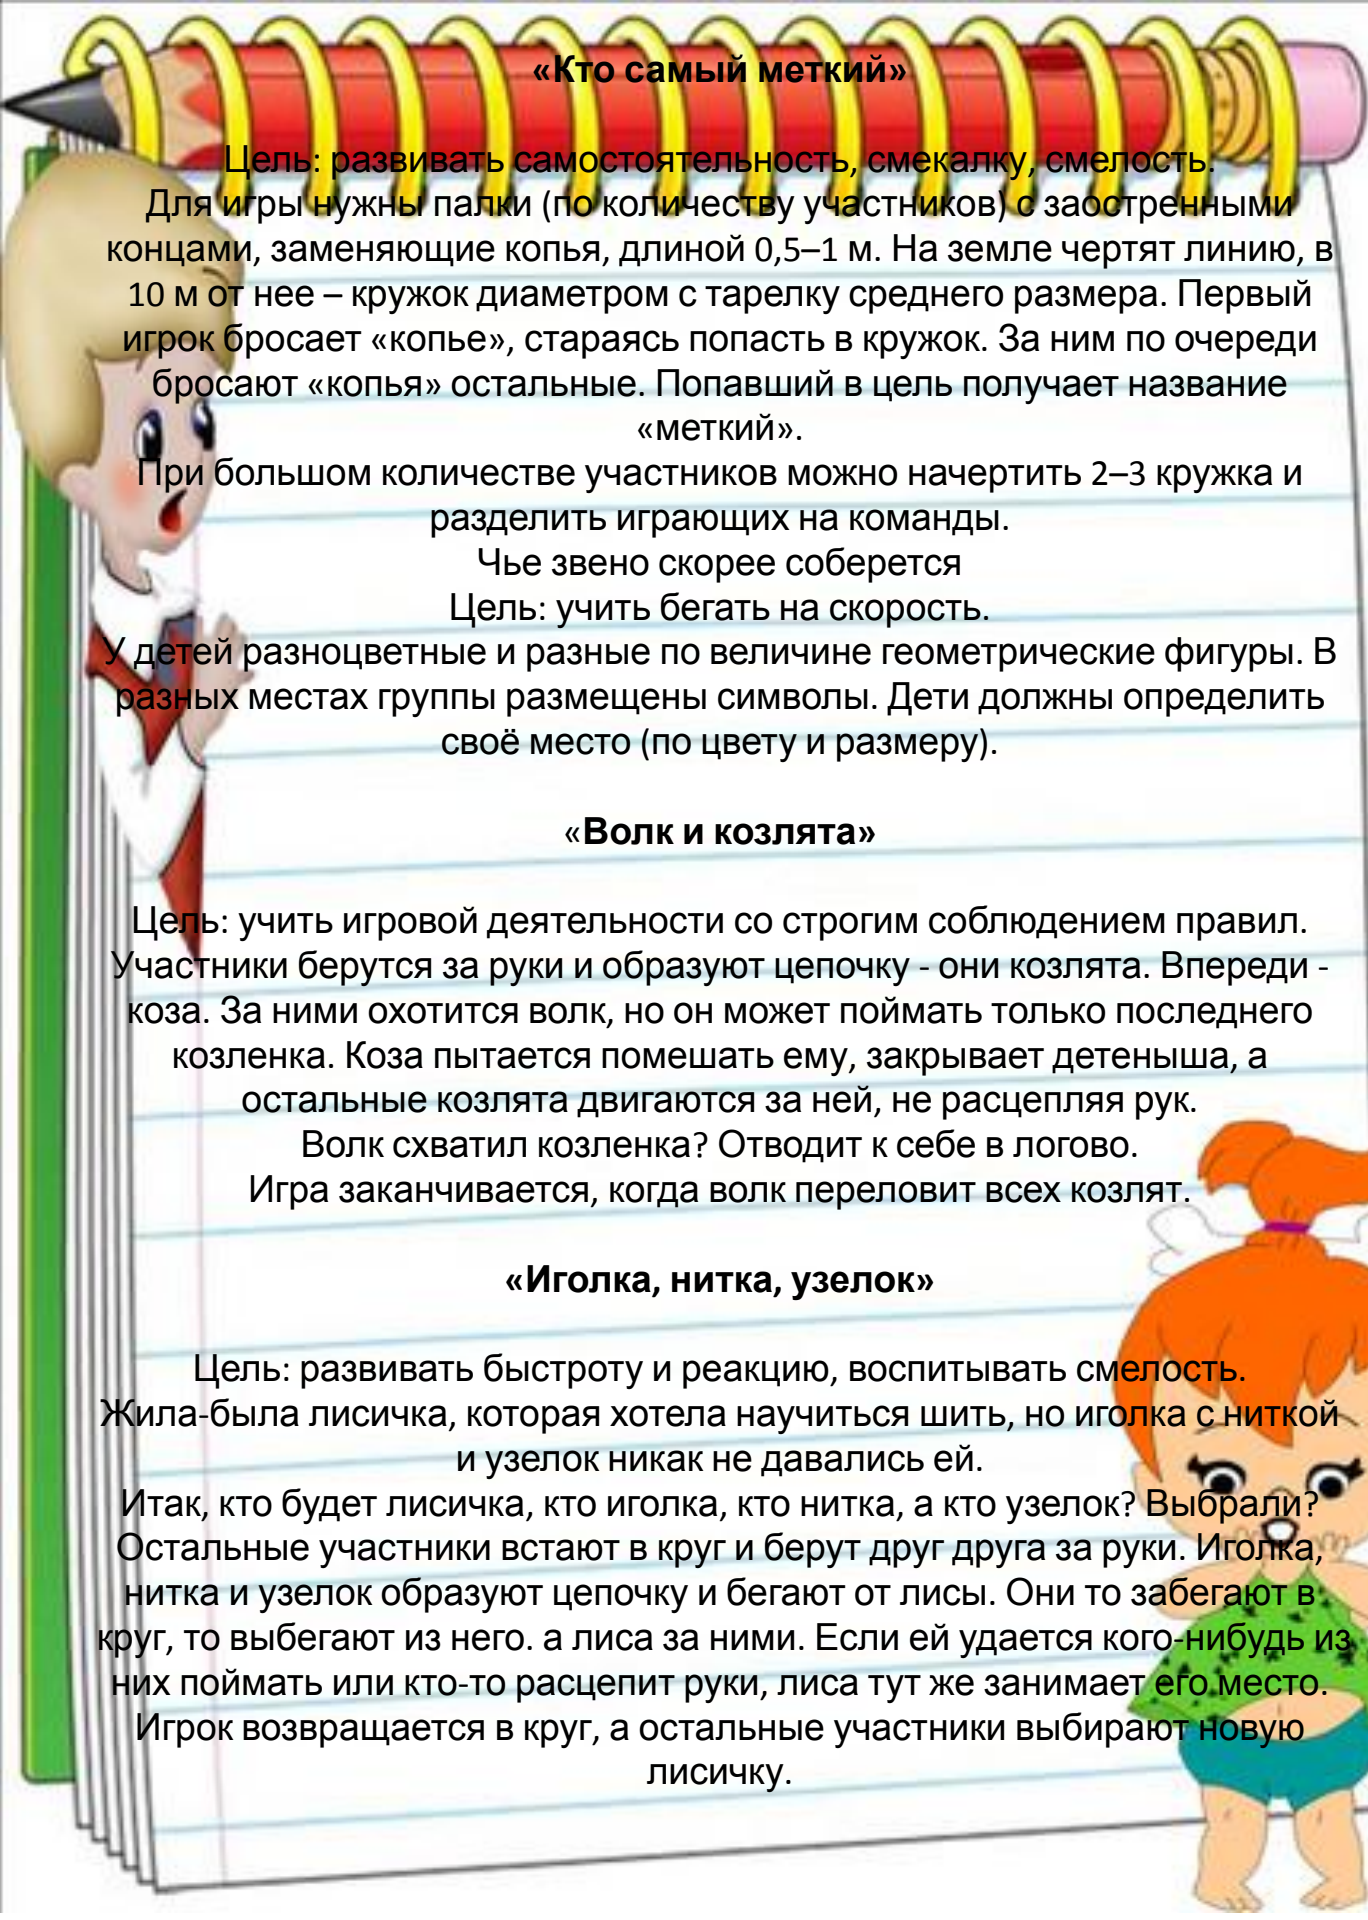 «Кто самый меткий»
Цель: развивать самостоятельность, смекалку, смелость.
Для игры нужны палки (по количеству участников) с заостренными
концами, заменяющие копья, длиной 0,5–1 м. На земле чертят линию, в
10 м от нее – кружок диаметром с тарелку среднего размера. Первый
игрок бросает «копье», стараясь попасть в кружок. За ним по очереди
бросают «копья» остальные. Попавший в цель получает название
«меткий».
При большом количестве участников можно начертить 2–3 кружка и
разделить играющих на команды.
Чье звено скорее соберется
Цель: учить бегать на скорость.
У детей разноцветные и разные по величине геометрические фигуры. В
разных местах группы размещены символы. Дети должны определить
своё место (по цвету и размеру).
«Волк и козлята»
Цель: учить игровой деятельности со строгим соблюдением правил.
Участники берутся за руки и образуют цепочку - они козлята. Впереди -
коза. За ними охотится волк, но он может поймать только последнего
козленка. Коза пытается помешать ему, закрывает детеныша, а
остальные козлята двигаются за ней, не расцепляя рук.
Волк схватил козленка? Отводит к себе в логово.
Игра заканчивается, когда волк переловит всех козлят.
«Иголка, нитка, узелок»
Цель: развивать быстроту и реакцию, воспитывать смелость.
Жила-была лисичка, которая хотела научиться шить, но иголка с ниткой
и узелок никак не давались ей.
Итак, кто будет лисичка, кто иголка, кто нитка, а кто узелок? Выбрали?
Остальные участники встают в круг и берут друг друга за руки. Иголка,
нитка и узелок образуют цепочку и бегают от лисы. Они то забегают в
круг, то выбегают из него. а лиса за ними. Если ей удается кого-нибудь из
них поймать или кто-то расцепит руки, лиса тут же занимает его место.
Игрок возвращается в круг, а остальные участники выбирают новую
лисичку.